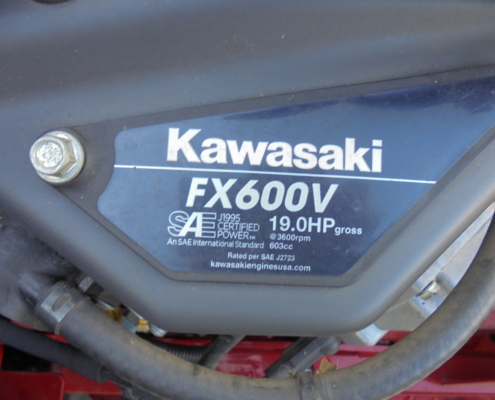 Kawasaki
FX600V
SAE J1995 CERTIFIED POWER™ 19.0HP gross
@3600rpm
An SAE International Standard 603cc
Rated per SAE J2723
kawasakienginesusa.com